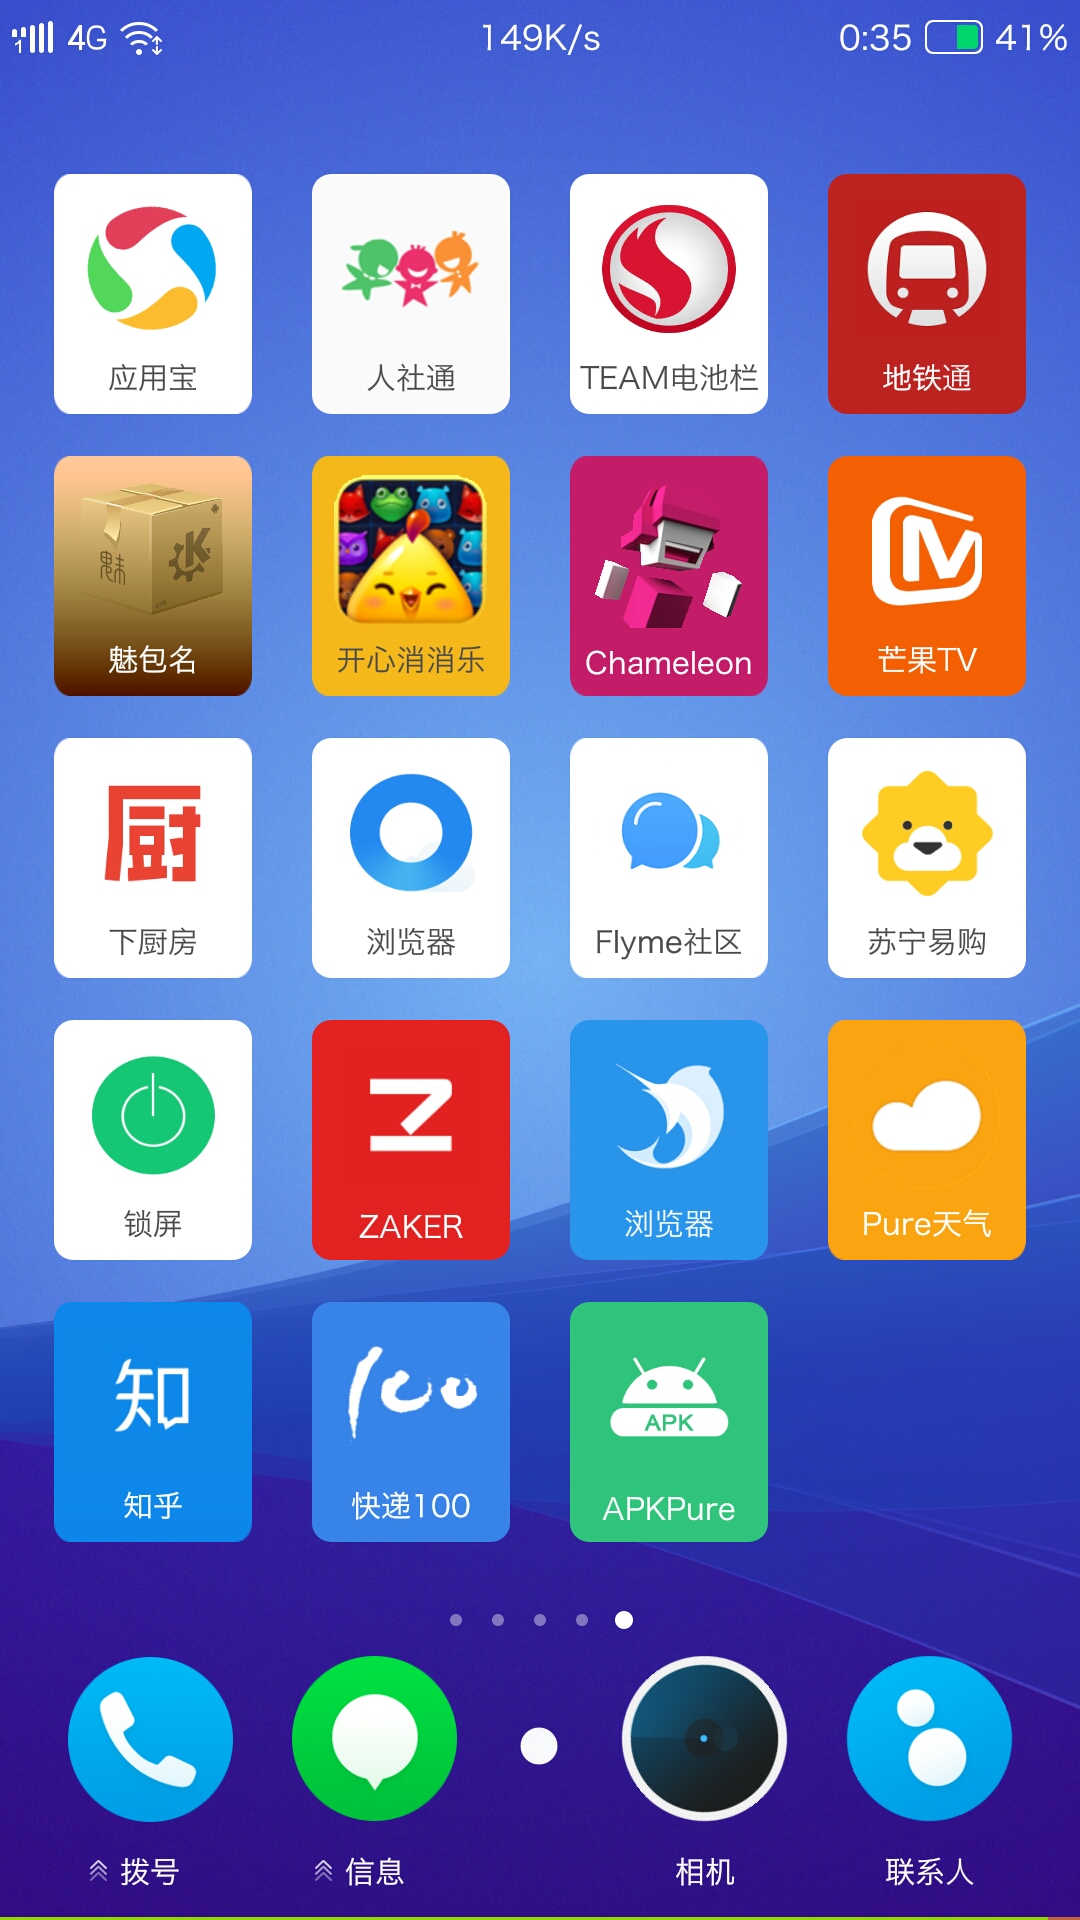 1 4G 149K/s 0:35 41%
应用宝 人社通 TEAM电池栏 地铁通
魅 K
魅包名 开心消消乐 Chameleon 芒果TV
厨
下厨房 浏览器 Flyme社区 苏宁易购
锁屏 ZAKER 浏览器 Pure天气
知 100 APK
知乎 快递100 APKPure
拨号 信息 相机 联系人